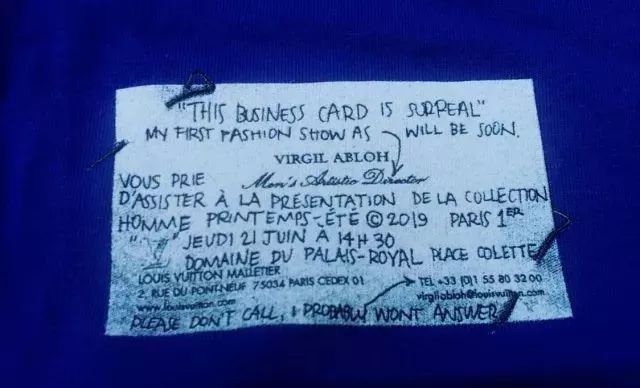 "THIS BUSINESS CARD IS SURREAL"
MY FIRST FASHION SHOW AS WILL BE SOON.
VIRGIL ABLOH
VOUS PRIE Men's Artistic Director
D'ASSISTER À LA PRÉSENTATION DE LA COLLECTION
HOMME PRINTEMPS-ÉTÉ © 2019 PARIS 1ER
"LV" JEUDI 21 JUIN A 14H30
DOMAINE DU PALAIS-ROYAL PLACE COLETTE
LOUIS VUITTON MALLETIER
2, RUE DU PONT-NEUF 75034 PARIS CEDEX 01 TEL +33 (0)1 55 80 32 00
www.louisvuitton.com virgilabloh@louisvuitton.com
PLEASE DON'T CALL, I PROBABLY WONT ANSWER